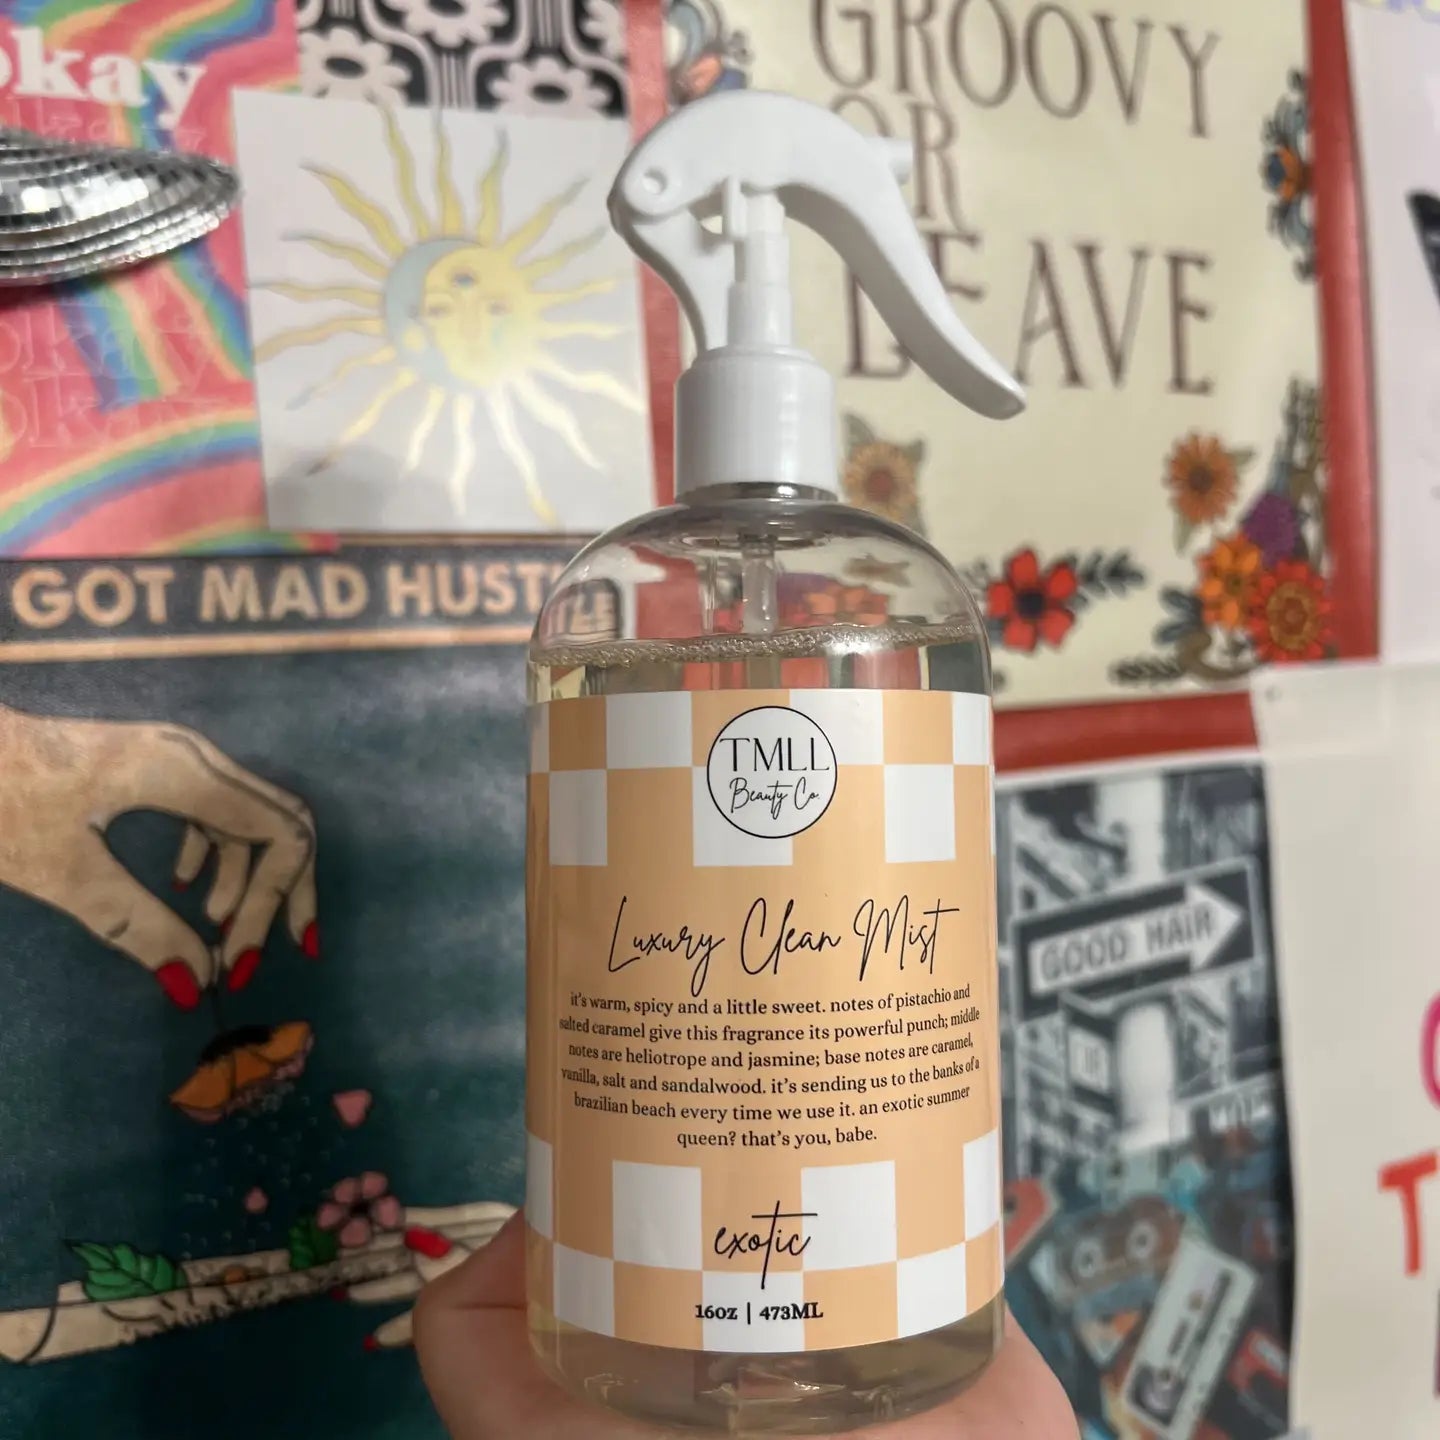 okay
okay
okay
GROOVY
OR
LEAVE
GOT MAD HUSTLE
TMLL
Beauty Co.
Luxury Clean Mist
it's warm, spicy and a little sweet. notes of pistachio and
salted caramel give this fragrance its powerful punch; middle
notes are heliotrope and jasmine; base notes are caramel,
vanilla, salt and sandalwood. it's sending us to the banks of a
brazilian beach every time we use it. an exotic summer
queen? that's you, babe.
exotic
16oz | 473ML
GOOD HAIR